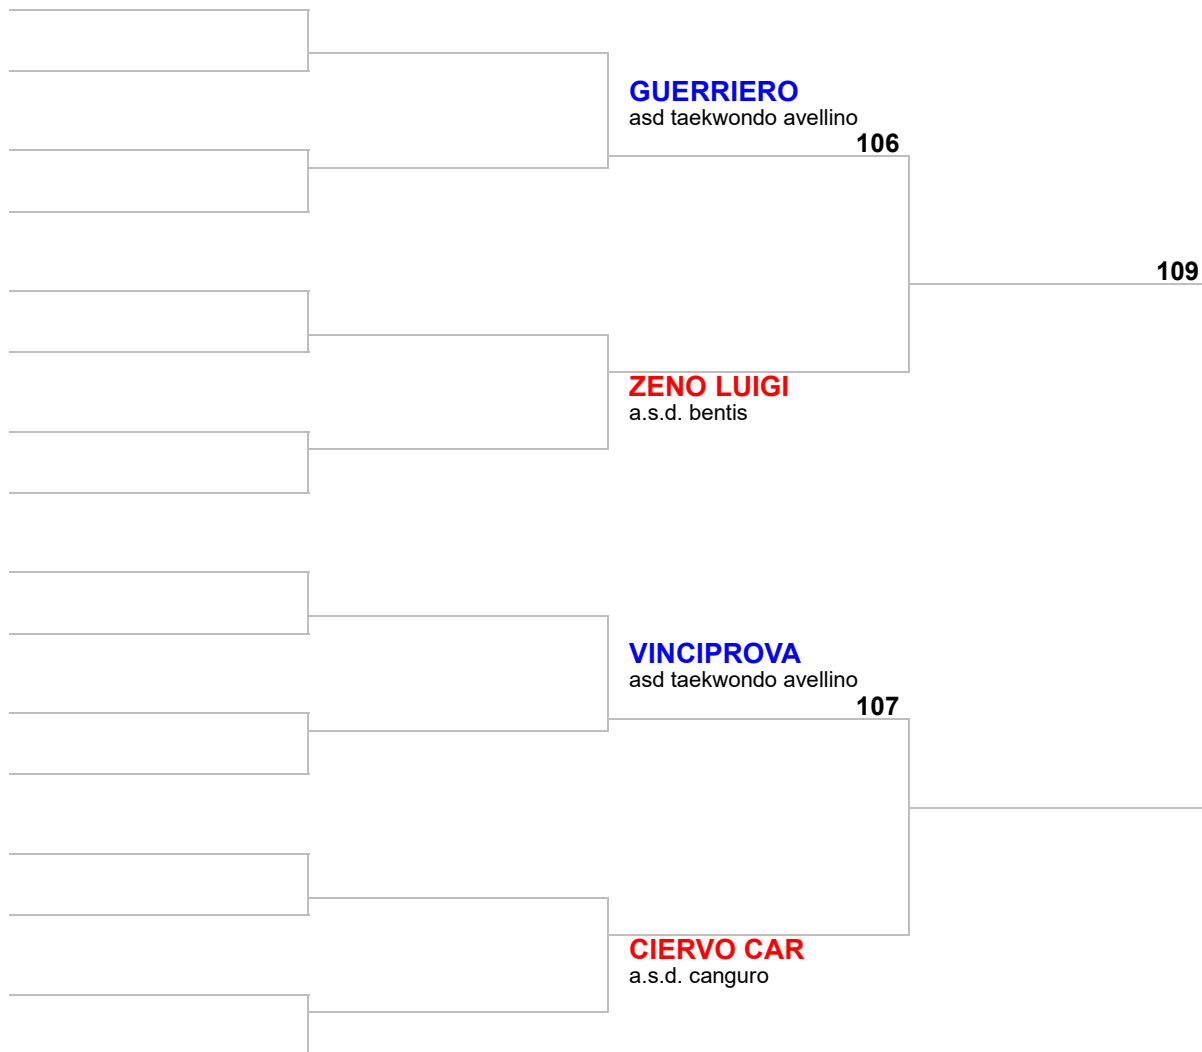 GUERRIERO
asd taekwondo avellino
106
109
ZENO LUIGI
a.s.d. bentis
VINCIPROVA
asd taekwondo avellino
107
CIERVO CAR
a.s.d. canguro